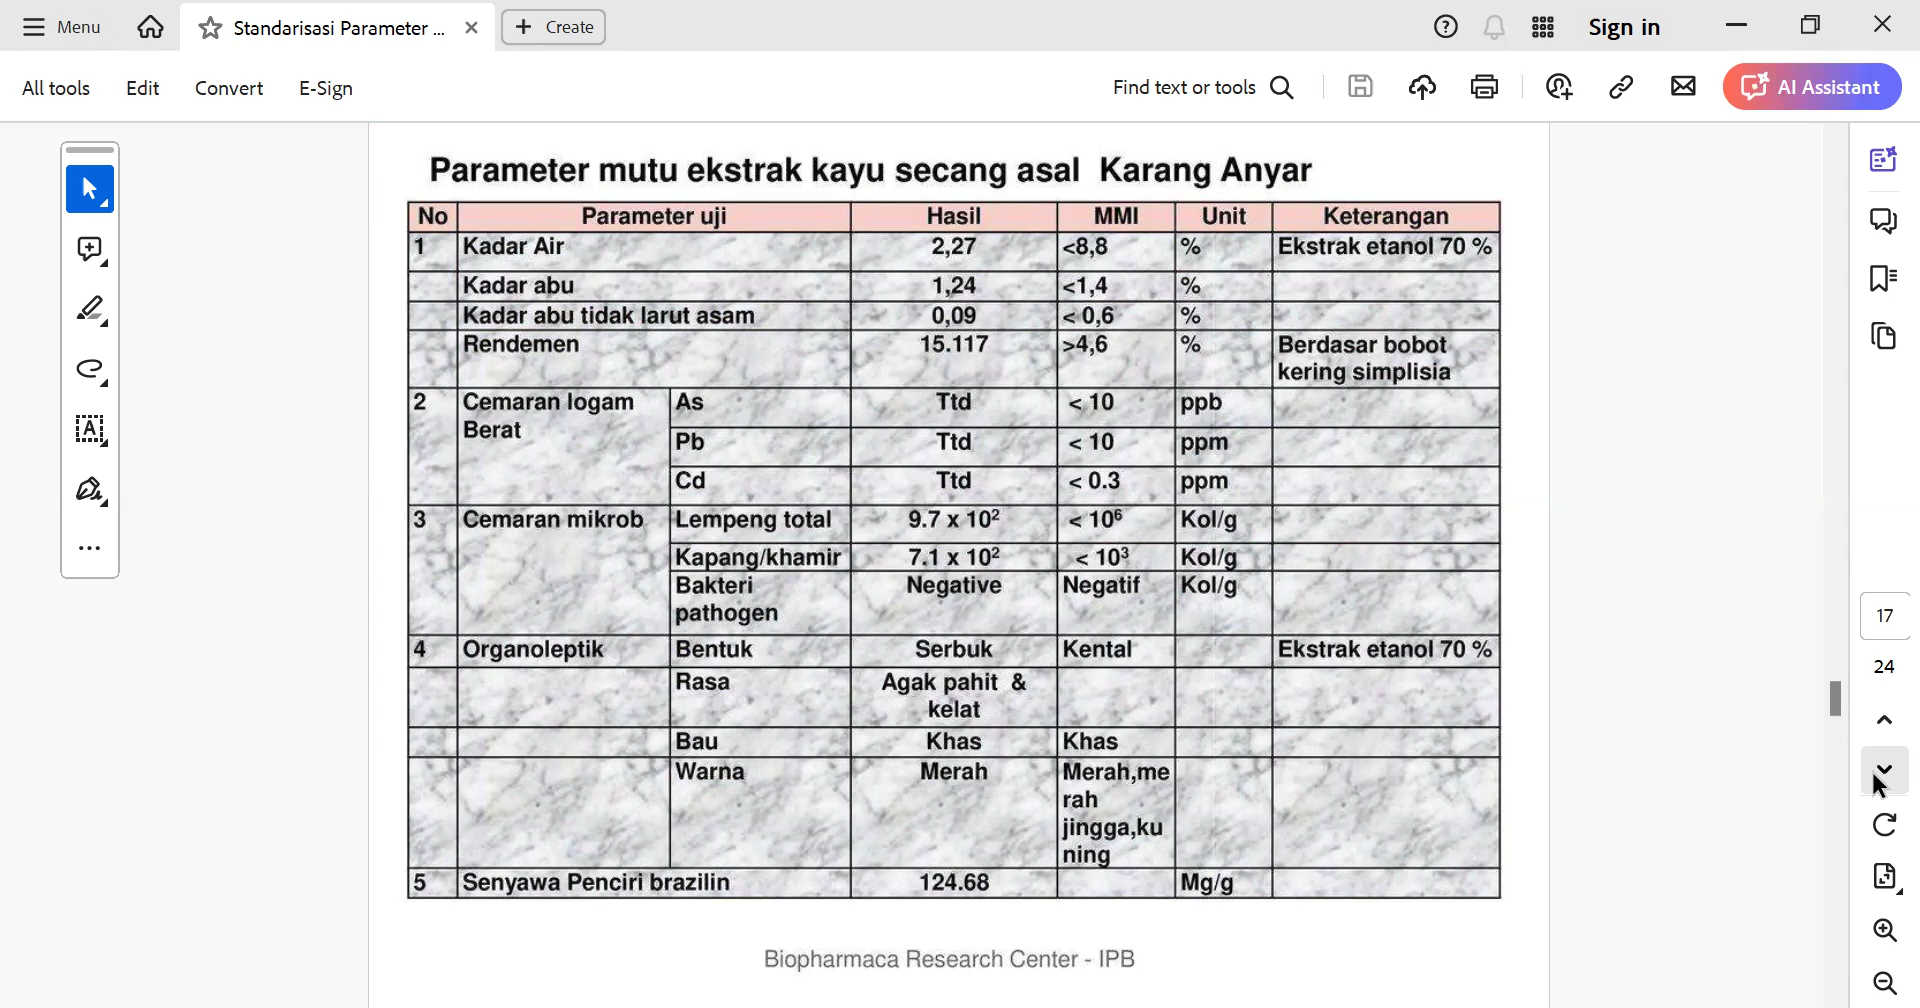 Menu
Standarisasi Parameter ...
Create
Sign in
All tools
Edit
Convert
E-Sign
Find text or tools
AI Assistant
Parameter mutu ekstrak kayu secang asal Karang Anyar
No Parameter uji Hasil MMI Unit Keterangan
1 Kadar Air 2,27 <8,8 % Ekstrak etanol 70 %
Kadar abu 1,24 <1,4 %
Kadar abu tidak larut asam 0,09 < 0,6 %
Rendemen 15.117 >4,6 % Berdasar bobot
kering simplisia
2 Cemaran logam As Ttd < 10 ppb
Berat
Pb Ttd < 10 ppm
Cd Ttd < 0.3 ppm
3 Cemaran mikrob Lempeng total 9.7 x 10² < 10⁶ Kol/g
Kapang/khamir 7.1 x 10² < 10³ Kol/g
Bakteri Negative Negatif Kol/g
pathogen
4 Organoleptik Bentuk Serbuk Kental Ekstrak etanol 70 %
Rasa Agak pahit &
kelat
Bau Khas Khas
Warna Merah Merah,me
rah
jingga,ku
ning
5 Senyawa Penciri brazilin 124.68 Mg/g
Biopharmaca Research Center - IPB
17
24